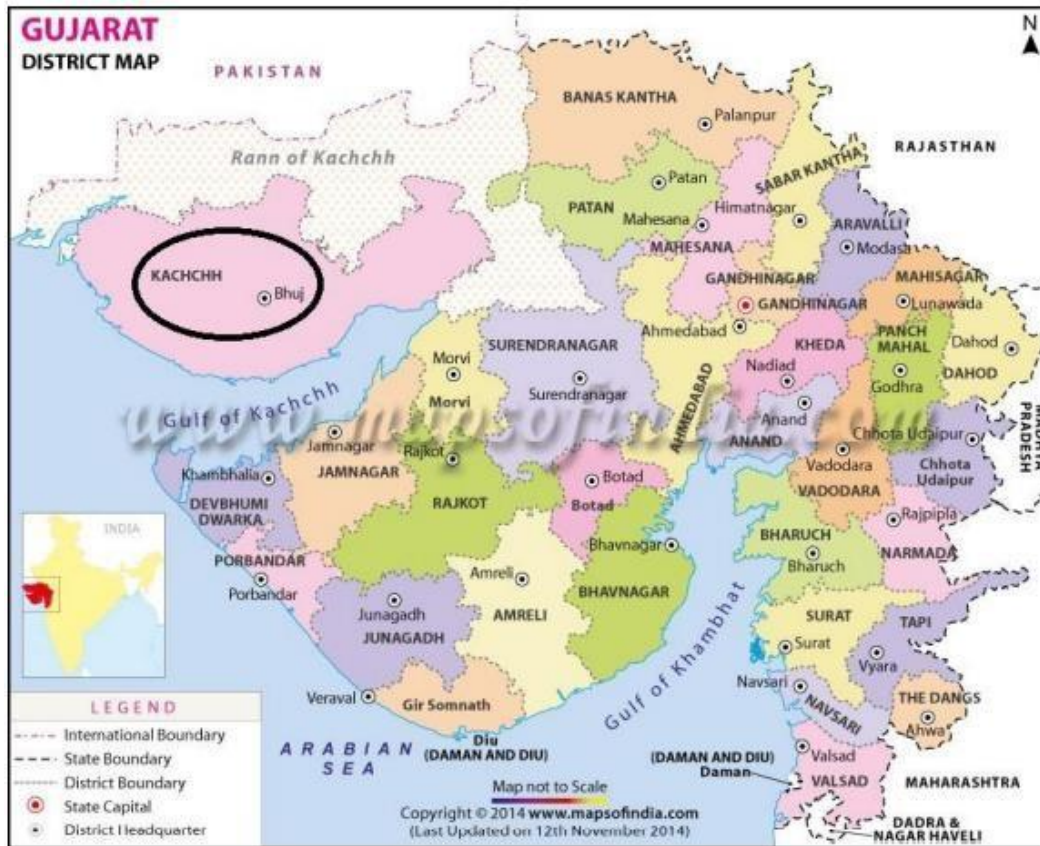 GUJARAT
DISTRICT MAP
N
PAKISTAN
BANAS KANTHA
Palanpur
RAJASTHAN
Rann of Kachchh
SABAR KANTHA
Patan
PATAN
Mahesana
Himatnagar
ARAVALLI
Modasa
MAHESANA
KACHCHH
Bhuj
GANDHINAGAR
GANDHINAGAR
MAHISAGAR
Lunawada
Ahmedabad
SURENDRANAGAR
KHEDA
PANCH
MAHAL
Dahod
DAHOD
Morvi
Morvi
Nadiad
Godhra
Surendranagar
AHMEDABAD
Gulf of Kachchh
www.mapsofindia.com
Anand
ANAND
MADHYA
PRADESH
Jamnagar
JAMNAGAR
Rajkot
RAJKOT
Chhota Udaipur
Chhota
Udaipur
Vadodara
VADODARA
Khambhalia
DEVBHUMI
DWARKA
Botad
Botad
Rajpipla
NARMADA
INDIA
BHARUCH
Bharuch
Bhavnagar
BHAVNAGAR
PORBANDAR
Porbandar
Amreli
AMRELI
Junagadh
JUNAGADH
Gulf of Khambhat
SURAT
Surat
TAPI
Vyara
Navsari
NAVSARI
THE DANGS
Ahwa
Veraval
Gir Somnath
LEGEND
International Boundary
State Boundary
District Boundary
State Capital
District Headquarter
ARABIAN
SEA
Diu
(DAMAN AND DIU)
(DAMAN AND DIU)
Daman
Valsad
VALSAD
MAHARASHTRA
DADRA &
NAGAR HAVELI
Map not to Scale
Copyright © 2014 www.mapsofindia.com
(Last Updated on 12th November 2014)